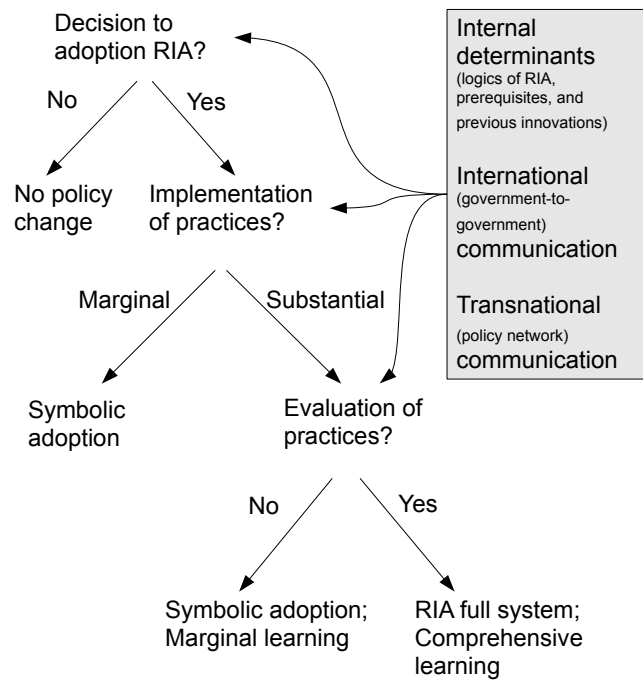 Decision to
adoption RIA?
No
Yes
No policy
change
Implementation
of practices?
Marginal
Substantial
Symbolic
adoption
Evaluation of
practices?
No
Yes
Symbolic adoption;
Marginal learning
RIA full system;
Comprehensive
learning
Internal
determinants
(logics of RIA,
prerequisites, and
previous innovations)
International
(government-to-
government)
communication
Transnational
(policy network)
communication